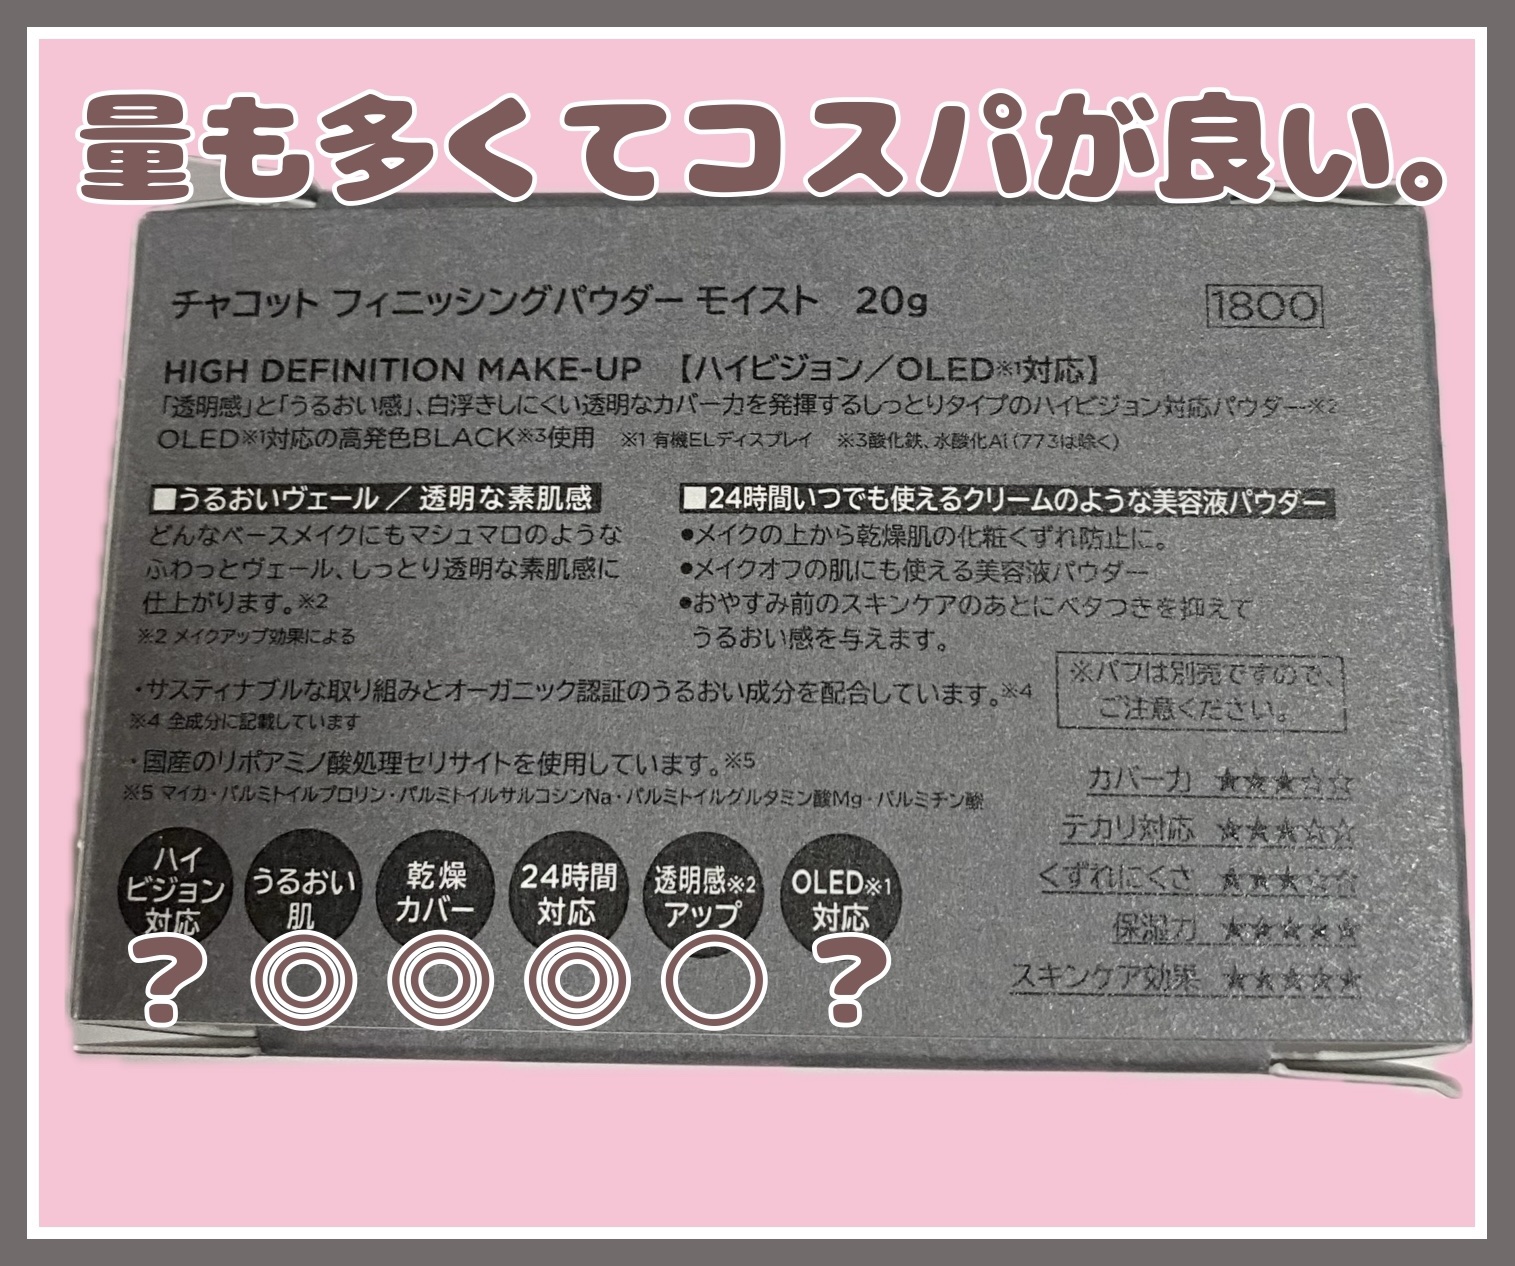 量も多くてコスパが良い。
チャコット フィニッシングパウダー モイスト 20g
1800
HIGH DEFINITION MAKE-UP 【ハイビジョン／OLED※1対応】
「透明感」と「うるおい感」、白浮きしにくい透明なカバー力を発揮するしっとりタイプのハイビジョン対応パウダー※2
OLED※1対応の高発色BLACK※3使用 ※1 有機ELディスプレイ ※3酸化鉄、水酸化Al（773は除く）
■うるおいヴェール／透明な素肌感
どんなベースメイクにもマシュマロのような
ふわっとヴェール、しっとり透明な素肌感に
仕上がります。※2
※2 メイクアップ効果による
■24時間いつでも使えるクリームのような美容液パウダー
●メイクの上から乾燥肌の化粧くずれ防止に。
●メイクオフの肌にも使える美容液パウダー
●おやすみ前のスキンケアのあとにベタつきを抑えて
うるおい感を与えます。
・サスティナブルな取り組みとオーガニック認証のうるおい成分を配合しています。※4
※4 全成分に記載しています
※パフは別売ですので、
ご注意ください。
・国産のリポアミノ酸処理セリサイトを使用しています。※5
※5 マイカ・パルミトイルプロリン・パルミトイルサルコシンNa・パルミトイルグルタミン酸Mg・パルミチン酸
カバー力 ★★★☆☆
テカリ対応 ★★★☆☆
くずれにくさ ★★★☆☆
保湿力 ★★★★★
スキンケア効果 ★★★★★
ハイ
ビジョン
対応
うるおい
肌
乾燥
カバー
24時間
対応
透明感※2
アップ
OLED※1
対応
？ ◎ ◎ ◎ ○ ？